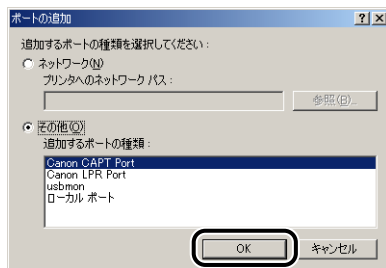 ポートの追加
追加するポートの種類を選択してください：
ネットワーク(N)
プリンタへのネットワーク パス：
参照(B)...
その他(O)
追加するポートの種類：
Canon CAPT Port
Canon LPR Port
usbmon
ローカル ポート
OK キャンセル